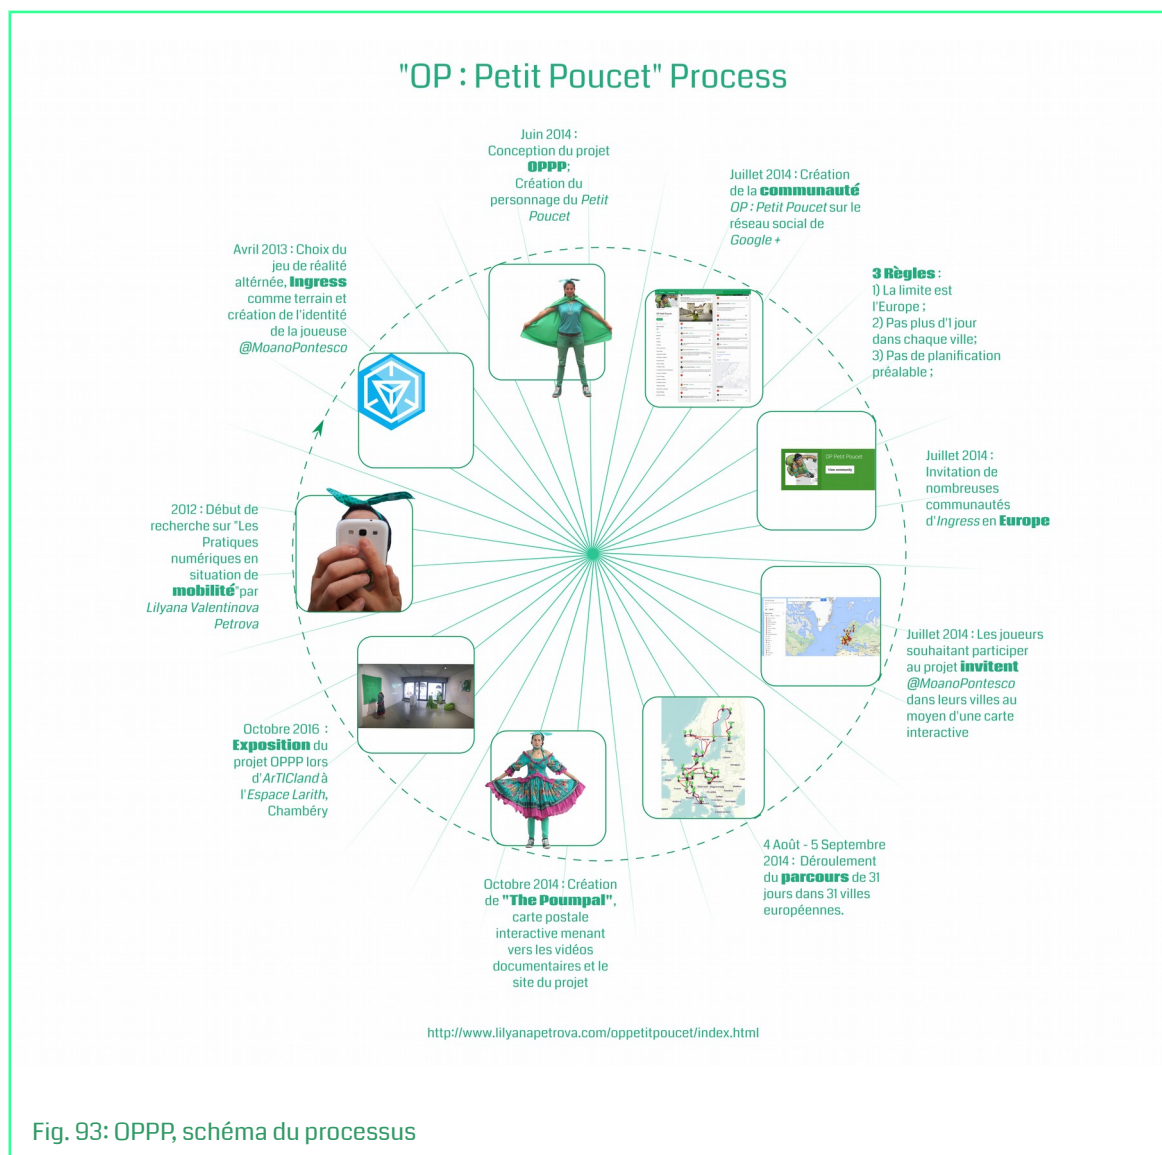 "OP : Petit Poucet" Process
Juin 2014 :
Conception du projet
OPPP;
Création du
personnage du Petit
Poucet
Juillet 2014 : Création
de la communauté
OP : Petit Poucet sur le
réseau social de
Google +
3 Règles :
1) La limite est
l'Europe ;
2) Pas plus d'1 jour
dans chaque ville;
3) Pas de planification
préalable ;
Juillet 2014 :
Invitation de
nombreuses
communautés
d'Ingress en Europe
Juillet 2014 : Les joueurs
souhaitant participer
au projet invitent
@MoanoPontesco
dans leurs villes au
moyen d'une carte
interactive
4 Août - 5 Septembre
2014 : Déroulement
du parcours de 31
jours dans 31 villes
européennes.
Octobre 2014 : Création
de "The Poumpal",
carte postale
interactive menant
vers les vidéos
documentaires et le
site du projet
Octobre 2016 :
Exposition du
projet OPPP lors
d'ArTICland à
l'Espace Larith,
Chambéry
2012 : Début de
recherche sur "Les
Pratiques
numériques en
situation de
mobilité"par
Lilyana Valentinova
Petrova
Avril 2013 : Choix du
jeu de réalité
altérnée, Ingress
comme terrain et
création de l'identité
de la joueuse
@MoanoPontesco
OP Petit Poucet
http://www.lilyanapetrova.com/oppetitpoucet/index.html
Fig. 93: OPPP, schéma du processus